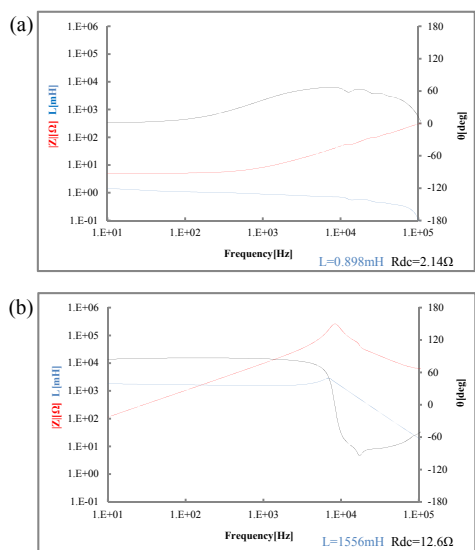 (a)
1.E+06
1.E+05
1.E+04
1.E+03
1.E+02
1.E+01
1.E+00
1.E-01
|Z|[Ω] L[mH]
180
120
60
0
-60
-120
-180
θ[deg]
1.E+01 1.E+02 1.E+03 1.E+04 1.E+05
Frequency[Hz]
L=0.898mH Rdc=2.14Ω
(b)
1.E+06
1.E+05
1.E+04
1.E+03
1.E+02
1.E+01
1.E+00
1.E-01
|Z|[Ω] L[mH]
180
120
60
0
-60
-120
-180
θ[deg]
1.E+01 1.E+02 1.E+03 1.E+04 1.E+05
Frequency[Hz]
L=1556mH Rdc=12.6Ω